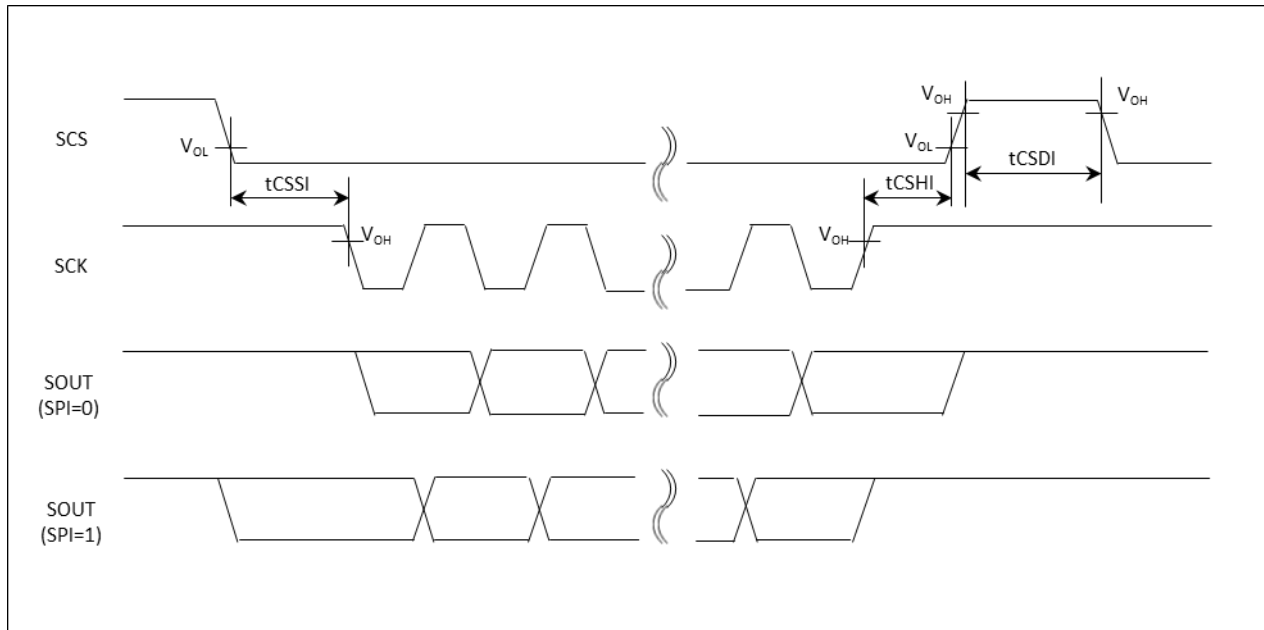 SCS
VOL
tCSSI
VOH
VOL
tCSHI
tCSDI
VOH
SCK
VOH
VOH
SOUT
(SPI=0)
SOUT
(SPI=1)